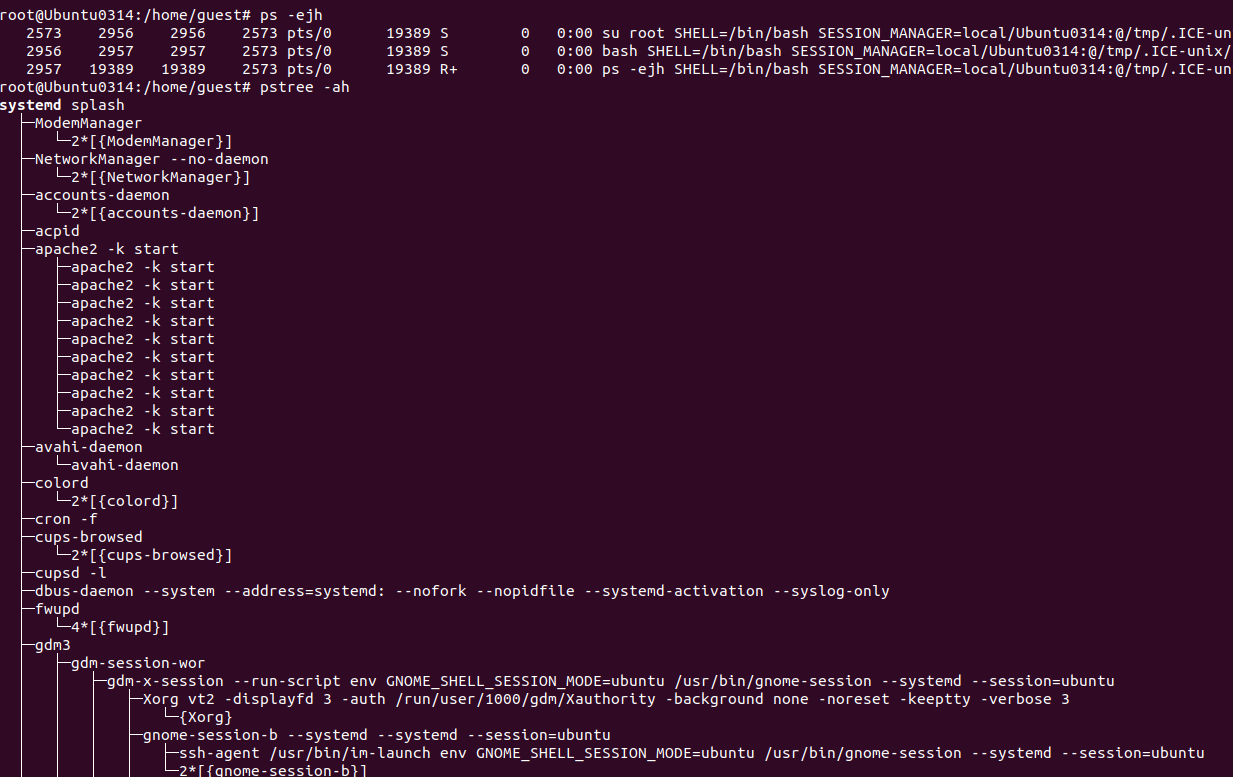 root@Ubuntu0314:/home/guest# ps -ejh
   2573    2956    2956    2573 pts/0      19389 S        0   0:00 su root SHELL=/bin/bash SESSION_MANAGER=local/Ubuntu0314:@/tmp/.ICE-un
   2956    2957    2957    2573 pts/0      19389 S        0   0:00 bash SHELL=/bin/bash SESSION_MANAGER=local/Ubuntu0314:@/tmp/.ICE-unix/
   2957   19389   19389    2573 pts/0      19389 R+       0   0:00 ps -ejh SHELL=/bin/bash SESSION_MANAGER=local/Ubuntu0314:@/tmp/.ICE-un
root@Ubuntu0314:/home/guest# pstree -ah
systemd splash
  ├─ModemManager
  │   └─2*[{ModemManager}]
  ├─NetworkManager --no-daemon
  │   └─2*[{NetworkManager}]
  ├─accounts-daemon
  │   └─2*[{accounts-daemon}]
  ├─acpid
  ├─apache2 -k start
  │   ├─apache2 -k start
  │   ├─apache2 -k start
  │   ├─apache2 -k start
  │   ├─apache2 -k start
  │   ├─apache2 -k start
  │   ├─apache2 -k start
  │   ├─apache2 -k start
  │   ├─apache2 -k start
  │   ├─apache2 -k start
  │   └─apache2 -k start
  ├─avahi-daemon
  │   └─avahi-daemon
  ├─colord
  │   └─2*[{colord}]
  ├─cron -f
  ├─cups-browsed
  │   └─2*[{cups-browsed}]
  ├─cupsd -l
  ├─dbus-daemon --system --address=systemd: --nofork --nopidfile --systemd-activation --syslog-only
  ├─fwupd
  │   └─4*[{fwupd}]
  ├─gdm3
  │   ├─gdm-session-wor
  │   │   ├─gdm-x-session --run-script env GNOME_SHELL_SESSION_MODE=ubuntu /usr/bin/gnome-session --systemd --session=ubuntu
  │   │   │   ├─Xorg vt2 -displayfd 3 -auth /run/user/1000/gdm/Xauthority -background none -noreset -keeptty -verbose 3
  │   │   │   │   └─{Xorg}
  │   │   │   ├─gnome-session-b --systemd --systemd --session=ubuntu
  │   │   │   │   ├─ssh-agent /usr/bin/im-launch env GNOME_SHELL_SESSION_MODE=ubuntu /usr/bin/gnome-session --systemd --session=ubuntu
  │   │   │   │   └─2*[{gnome-session-b}]